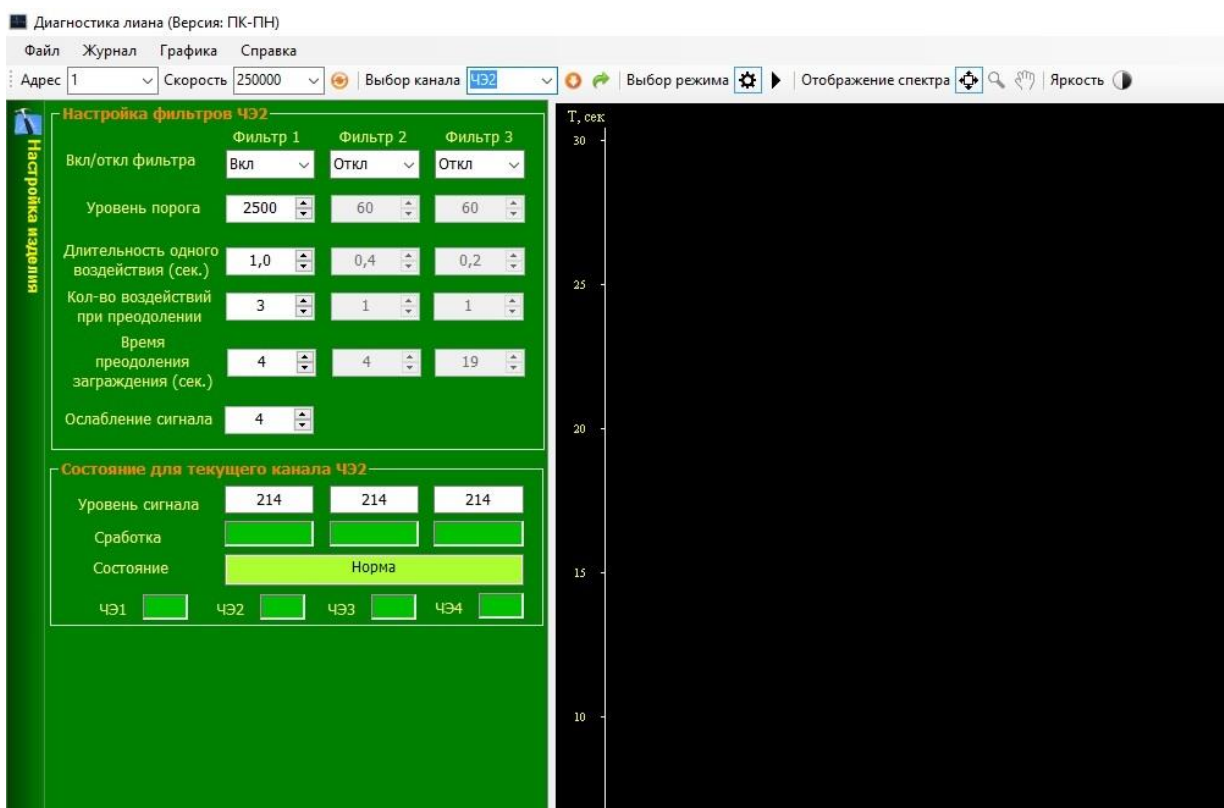 Диагностика лиана (Версия: ПК-ПН)
Файл Журнал Графика Справка
Адрес 1 Скорость 250000 Выбор канала ЧЭ2 Выбор режима Отображение спектра Яркость
Настройка изделия
Настройка фильтров ЧЭ2
Фильтр 1 Фильтр 2 Фильтр 3
Вкл/откл фильтра Вкл Откл Откл
Уровень порога 2500 60 60
Длительность одного
воздействия (сек.) 1,0 0,4 0,2
Кол-во воздействий
при преодолении 3 1 1
Время
преодоления 4 4 19
заграждения (сек.)
Ослабление сигнала 4
Состояние для текущего канала ЧЭ2
Уровень сигнала 214 214 214
Сработка
Состояние Норма
ЧЭ1 ЧЭ2 ЧЭ3 ЧЭ4
T, сек
30
25
20
15
10